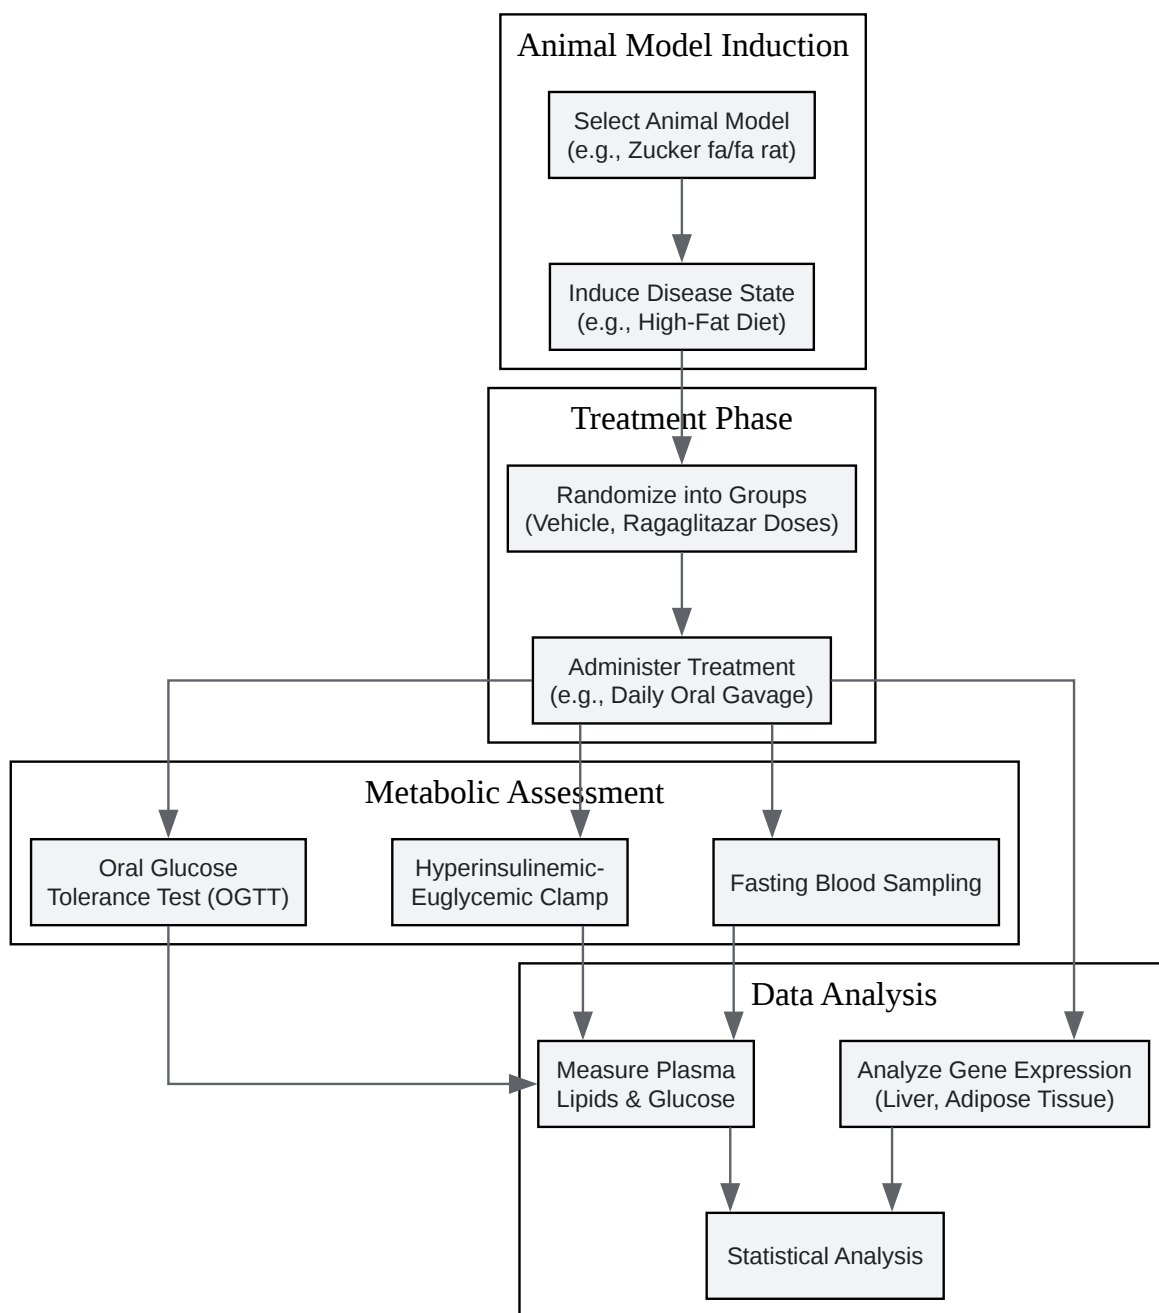 Animal Model Induction
Select Animal Model
(e.g., Zucker fa/fa rat)
Induce Disease State
(e.g., High-Fat Diet)
Treatment Phase
Randomize into Groups
(Vehicle, Ragaglitazar Doses)
Administer Treatment
(e.g., Daily Oral Gavage)
Metabolic Assessment
Oral Glucose
Tolerance Test (OGTT)
Hyperinsulinemic-
Euglycemic Clamp
Fasting Blood Sampling
Data Analysis
Measure Plasma
Lipids & Glucose
Analyze Gene Expression
(Liver, Adipose Tissue)
Statistical Analysis